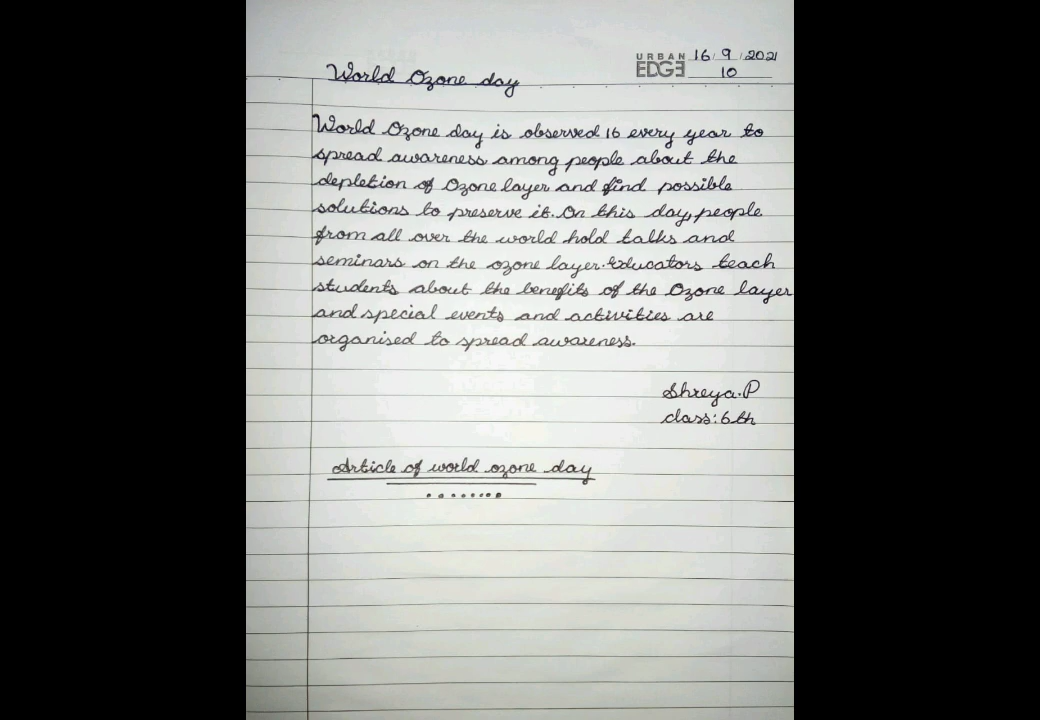 URBAN EDGE 16/9/2021
10
World Ozone day
World Ozone day is observed 16 every year to
spread awareness among people about the
depletion of Ozone layer and find possible
solutions to preserve it. On this day, people
from all over the world hold talks and
seminars on the ozone layer. Educators teach
students about the benefits of the Ozone layer
and special events and activities are
organised to spread awareness.
Shreya.P
class:6th
Article of world ozone day